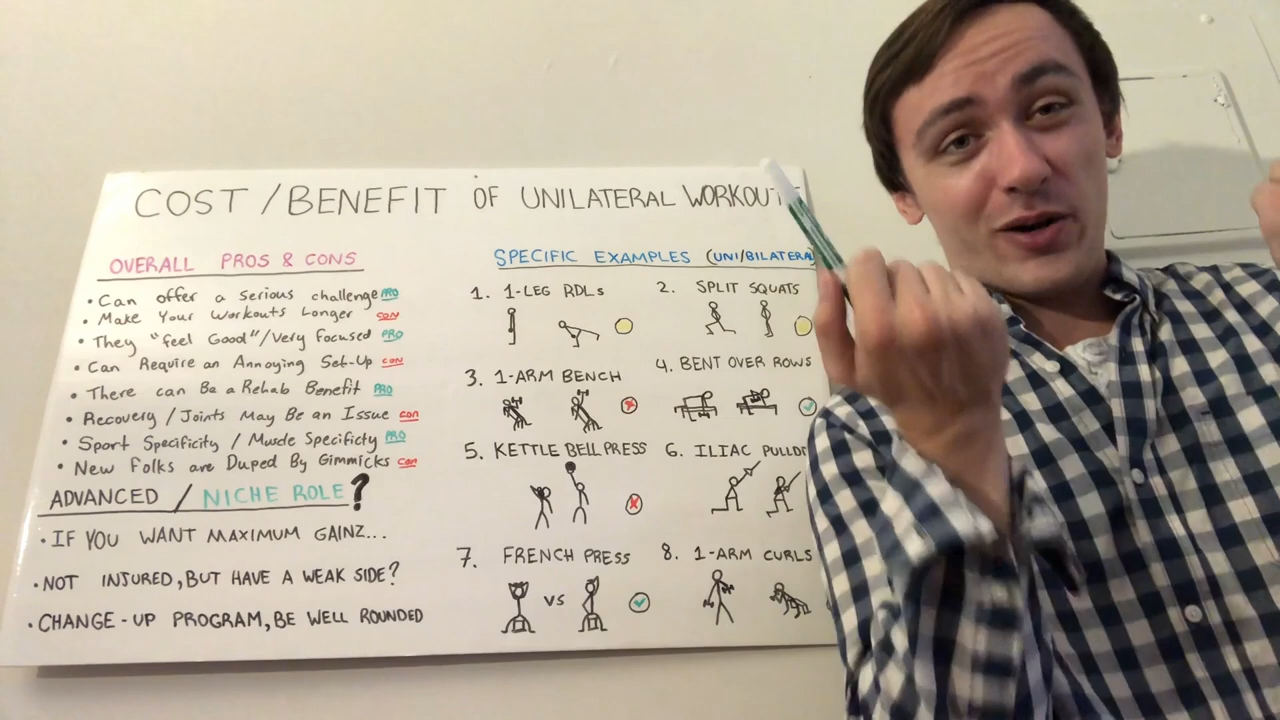 COST/BENEFIT OF UNILATERAL WORKOUTS
OVERALL PROS & CONS
• Can offer a serious challenge PRO
• Make Your Workouts Longer CON
• They "feel Good"/Very focused PRO
• Can Require an Annoying Set-Up CON
• There can Be a Rehab Benefit PRO
• Recovery / Joints May Be an Issue CON
• Sport Specificity / Muscle Specificty PRO
• New Folks are Duped By Gimmicks CON
ADVANCED / NICHE ROLE?
• IF YOU WANT MAXIMUM GAINZ...
• NOT INJURED, BUT HAVE A WEAK SIDE?
• CHANGE-UP PROGRAM, BE WELL ROUNDED
SPECIFIC EXAMPLES (UNI/BILATERAL)
1. 1-LEG RDLs
2. SPLIT SQUATS
3. 1-ARM BENCH
4. BENT OVER ROWS
5. KETTLE BELL PRESS
6. ILIAC
7. FRENCH PRESS
VS
8. 1-ARM CURLS